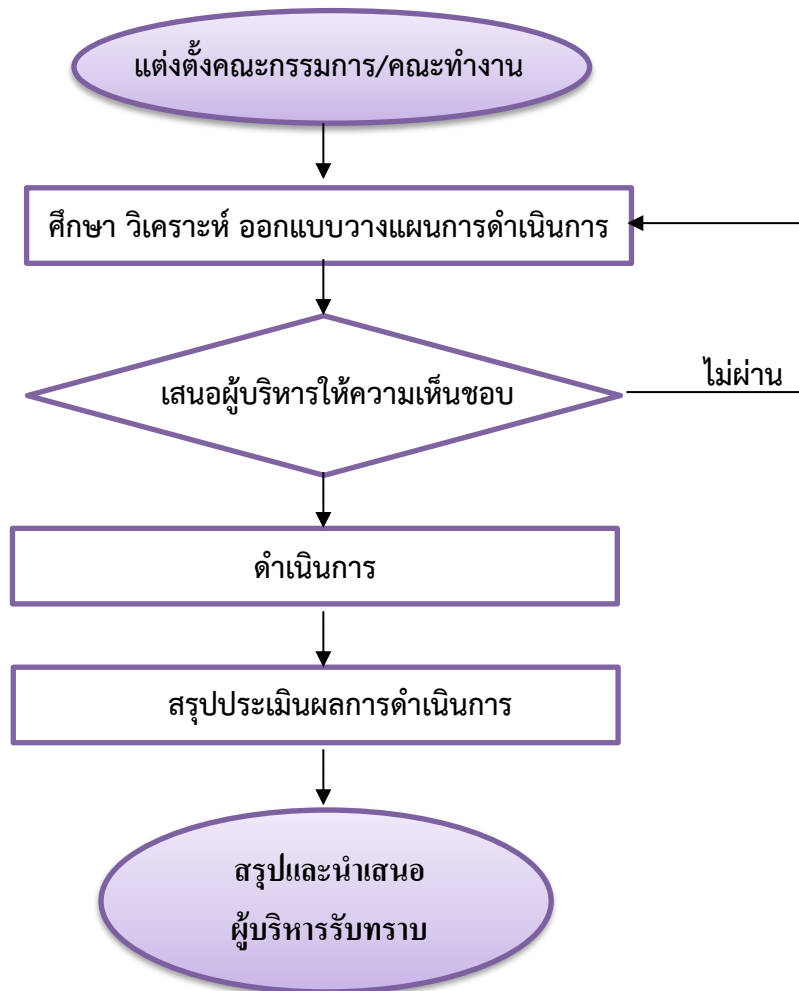 แต่งตั้งคณะกรรมการ/คณะทำงาน
ศึกษา วิเคราะห์ ออกแบบวางแผนการดำเนินการ
เสนอผู้บริหารให้ความเห็นชอบ
ไม่ผ่าน
ดำเนินการ
สรุปประเมินผลการดำเนินการ
สรุปและนำเสนอ
ผู้บริหารรับทราบ